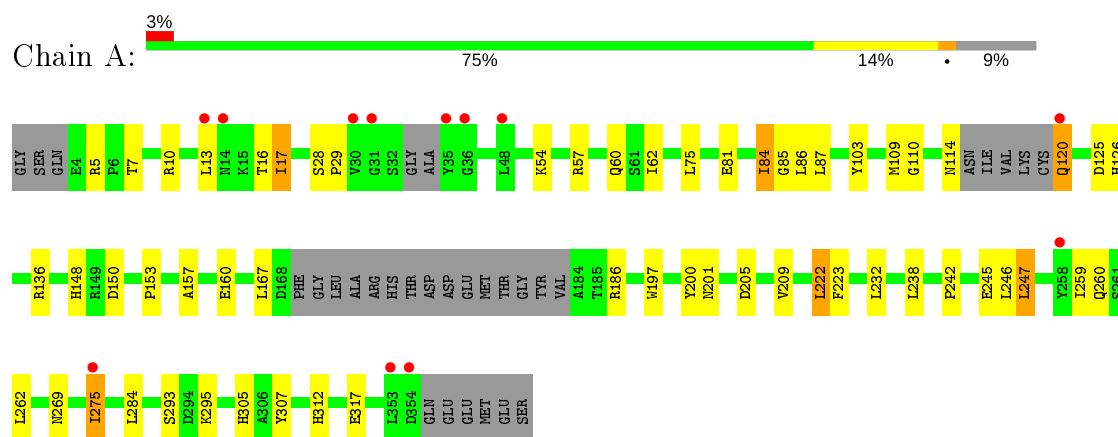 3%
Chain A:
75% 14% • 9%
GLY SER GLN E4 R5 P6 T7 R10 L13 N14 K15 T16 I17 S28 P29 V30 G31 S32 GLY ALA Y35 G36 L48 K54 R57 Q60 S61 I62 L75 E81 I84 G85 L86 L87 Y103 M109 G110 N114 ASN ILE VAL LYS CYS Q120 D125 H126
R136 H148 R149 D150 P153 A157 E160 L167 D168 PHE GLY LEU ALA ARG HIS THR ASP ASP GLU MET THR GLY TYR VAL A184 T185 R186 W197 Y200 N201 D205 V209 L222 F223 L232 L238 P242 E245 L246 L247 Y258 I259 Q260 S261
L262 N269 I275 L284 S293 D294 K295 H305 A306 Y307 H312 E317 L353 D354 GLN GLU GLU MET GLU SER